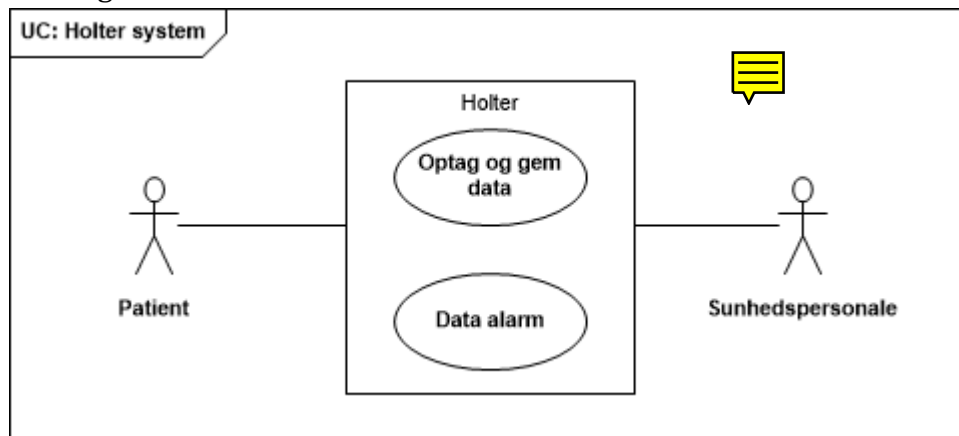 UC: Holter system
Holter
Optag og gem
data
Data alarm
Patient
Sunhedspersonale